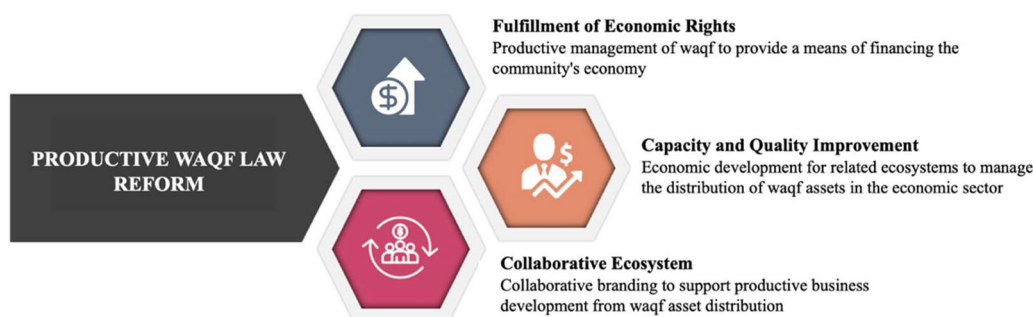 PRODUCTIVE WAQF LAW
REFORM
Fulfillment of Economic Rights
Productive management of waqf to provide a means of financing the
community's economy
$
Capacity and Quality Improvement
Economic development for related ecosystems to manage
the distribution of waqf assets in the economic sector
$
Collaborative Ecosystem
Collaborative branding to support productive business
development from waqf asset distribution
$